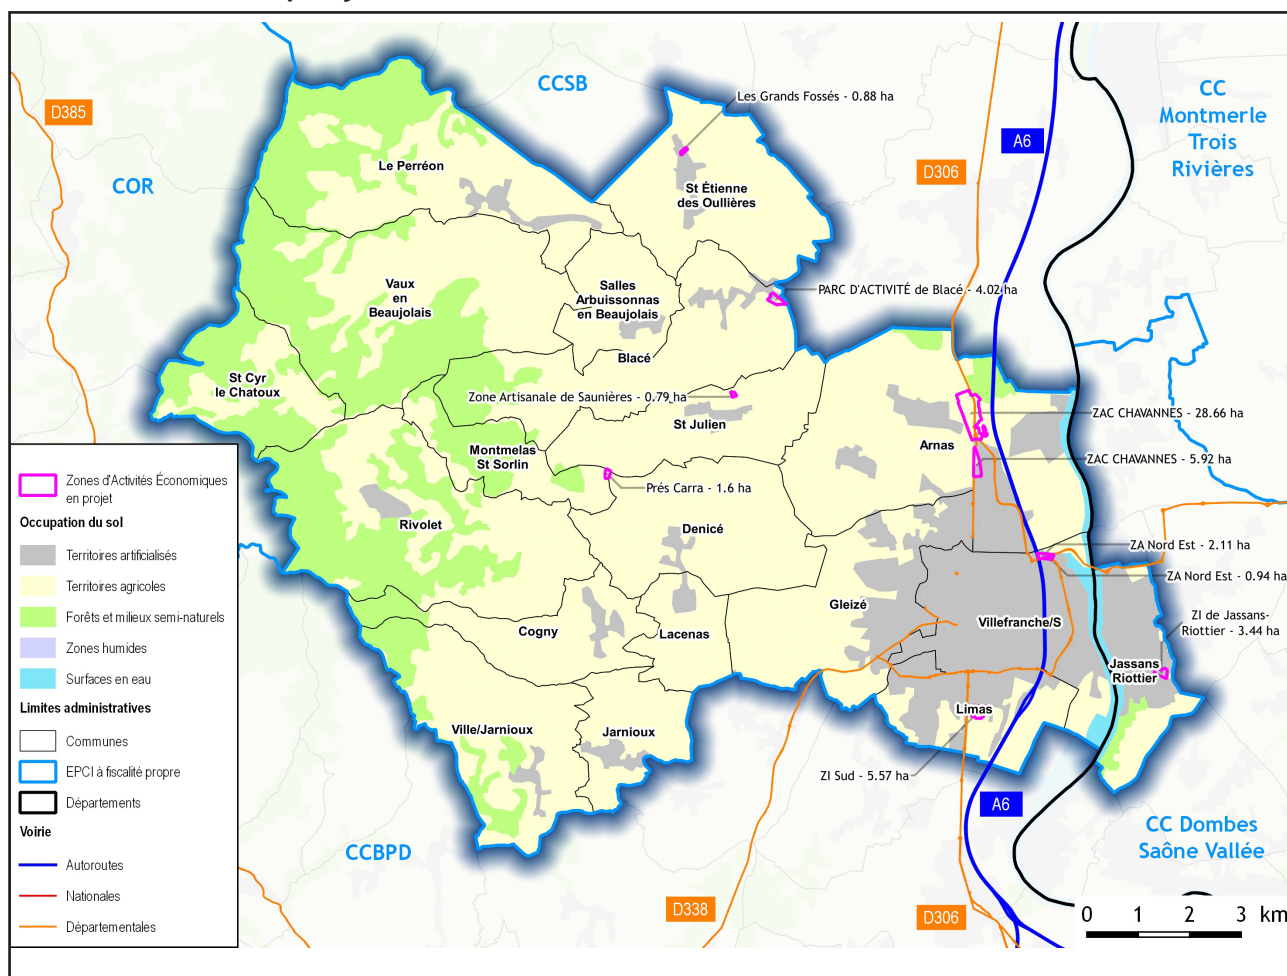 CCSB
CC
Montmerle
Trois
Rivières
D385
A6
D306
COR
Les Grands Fossés - 0.88 ha
Le Perréon
St Étienne
des Oullières
PARC D'ACTIVITÉ de Blacé - 4.02 ha
Vaux
en
Beaujolais
Salles
Arbuissonnas
en Beaujolais
Blacé
St Cyr
le Chatoux
Zone Artisanale de Saunières - 0.79 ha
St Julien
ZAC CHAVANNES - 28.66 ha
Arnas
ZAC CHAVANNES - 5.92 ha
Montmelas
St Sorlin
Prés Carra - 1.6 ha
Rivolet
Denicé
ZA Nord Est - 2.11 ha
ZA Nord Est - 0.94 ha
Gleizé
Villefranche/S
ZI de Jassans-
Riottier - 3.44 ha
Cogny
Lacenas
Jassans
Riottier
Limas
Ville/Jarnioux
Jarnioux
ZI Sud - 5.57 ha
A6
CCBPD
CC Dombes
Saône Vallée
D338
D306
0 1 2 3 km
Zones d'Activités Économiques
en projet
Occupation du sol
Territoires artificialisés
Territoires agricoles
Forêts et milieux semi-naturels
Zones humides
Surfaces en eau
Limites administratives
Communes
EPCI à fiscalité propre
Départements
Voirie
Autoroutes
Nationales
Départementales